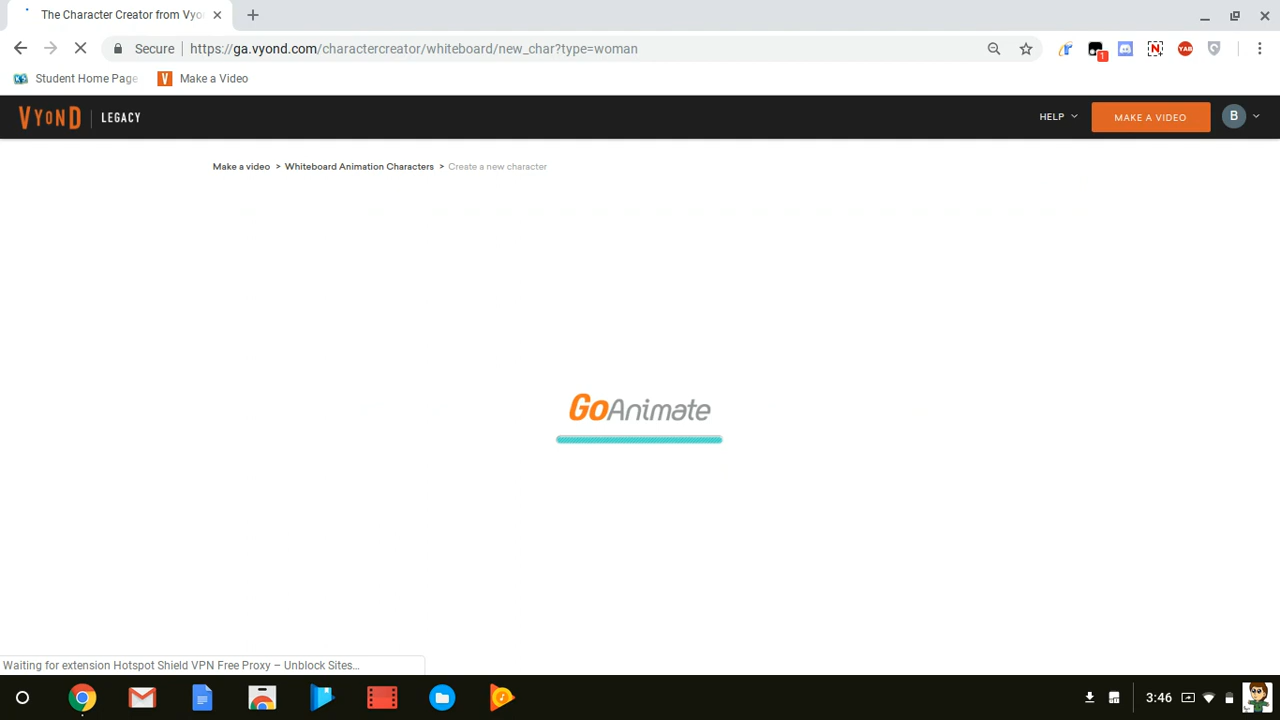 The Character Creator from Vyo
Secure https://ga.vyond.com/charactercreator/whiteboard/new_char?type=woman
1
YAB
Student Home Page
V Make a Video
VYOND LEGACY
HELP
MAKE A VIDEO
B
Make a video > Whiteboard Animation Characters > Create a new character
GoAnimate
Waiting for extension Hotspot Shield VPN Free Proxy – Unblock Sites...
3:46